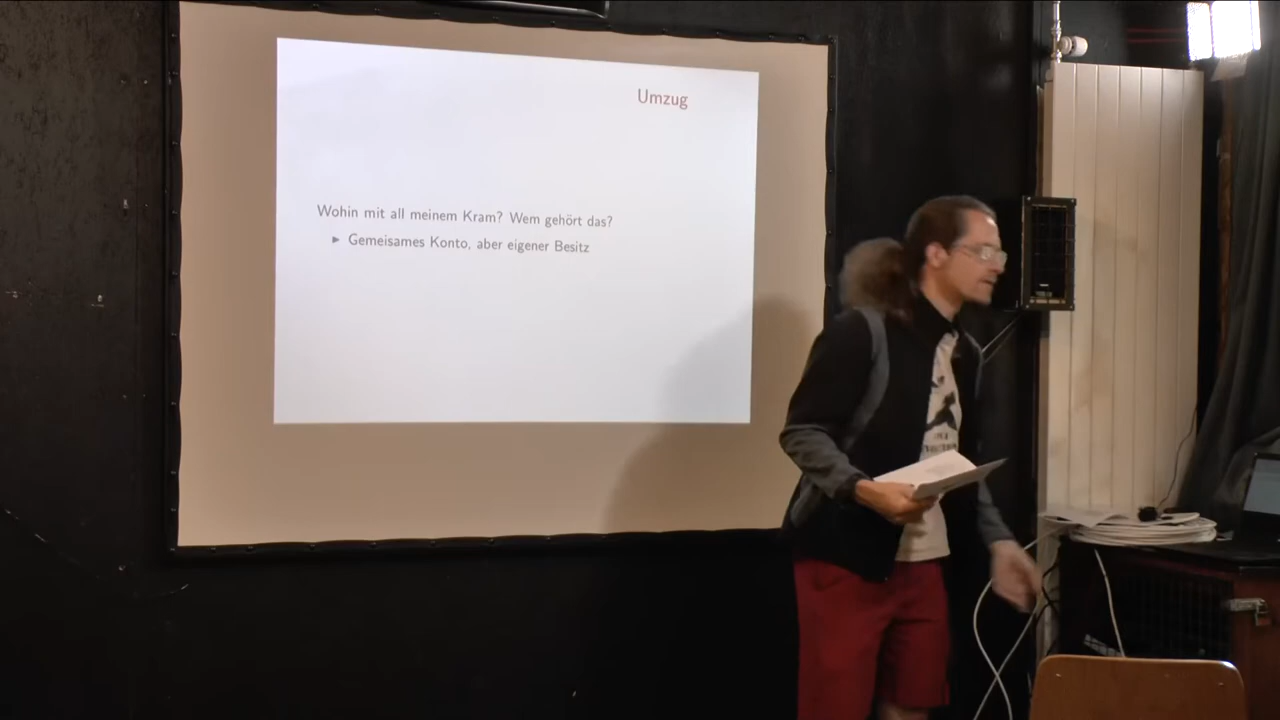 Umzug
Wohin mit all meinem Kram? Wem gehört das?
▶ Gemeisames Konto, aber eigener Besitz